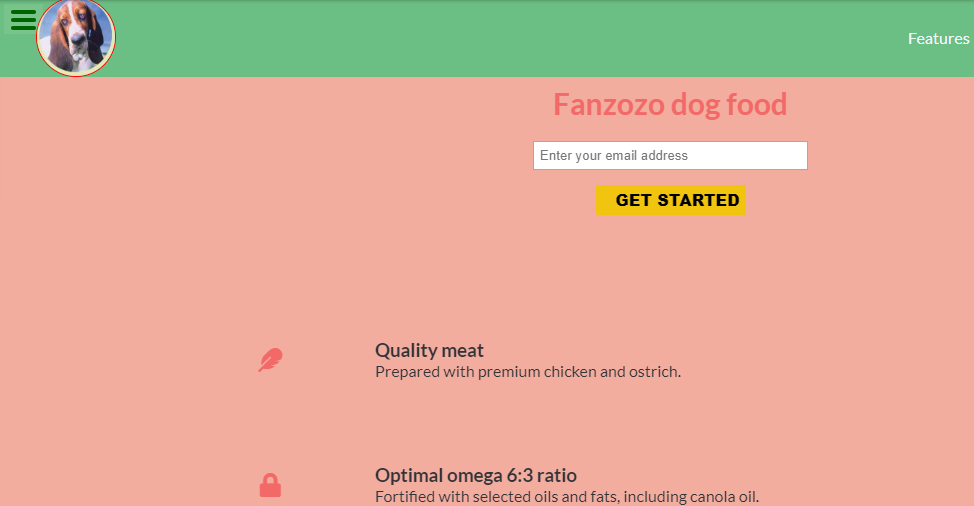 Features
Fanzozo dog food
Enter your email address
GET STARTED
Quality meat
Prepared with premium chicken and ostrich.
Optimal omega 6:3 ratio
Fortified with selected oils and fats, including canola oil.